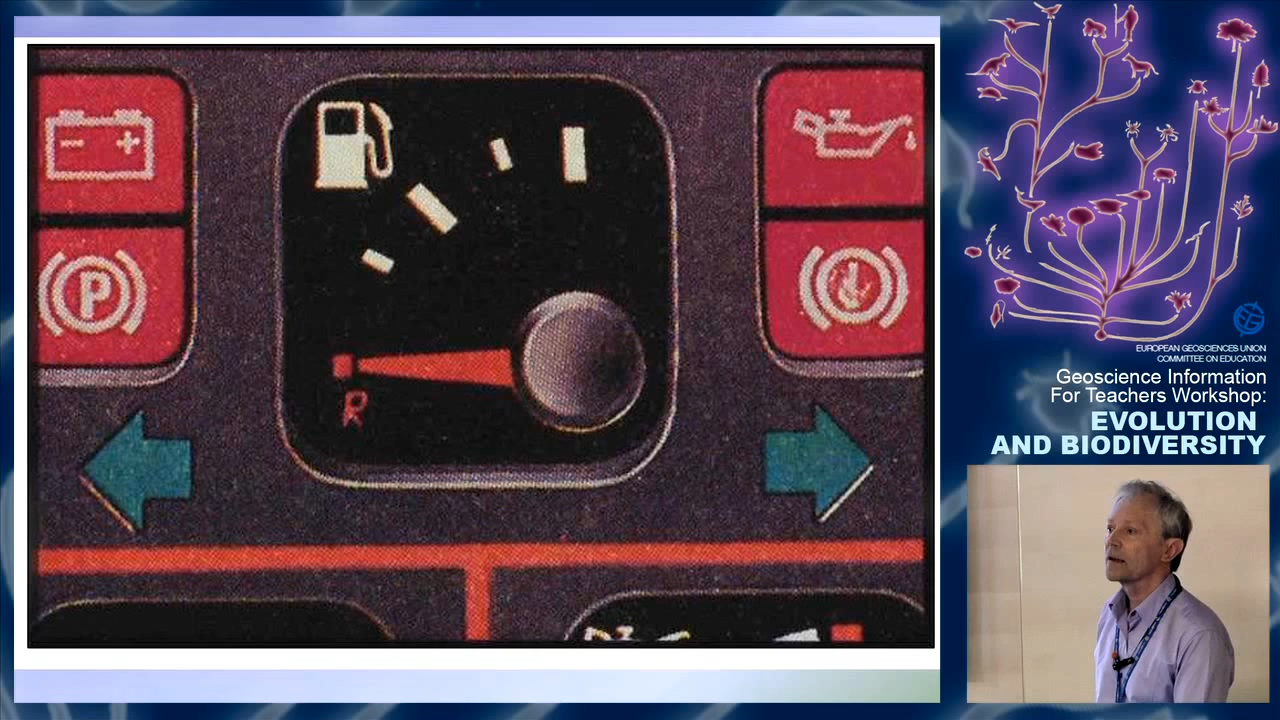 - +
P
R
EUROPEAN GEOSCIENCES UNION
COMMITTEE ON EDUCATION
Geoscience Information
For Teachers Workshop:
EVOLUTION
AND BIODIVERSITY